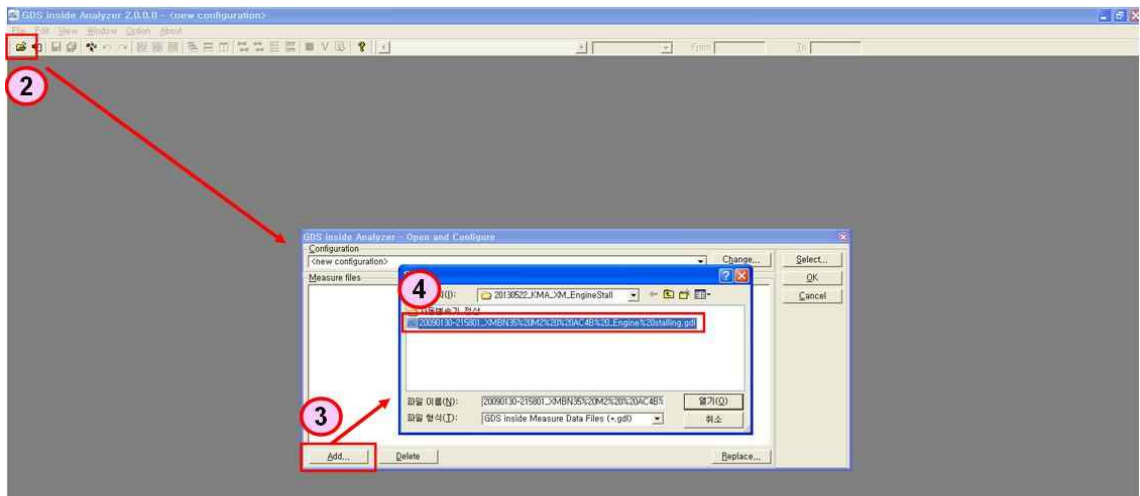 GDS inside Analyzer 2.0.0.0 - <new configuration>
File Edit View Window Option About
From To
2
GDS inside Analyzer - Open and Configure
Configuration
<new configuration>
Change...
Select...
Measure files
OK
Cancel
4
20130522_KMA_XM_EngineStall
20090130-215801_XMBN35%20M2%20%20AC4B%20_Engine%20stalling.gdl
파일 이름(N):
20090130-215801_XMBN35%20M2%20%20AC4B%
열기(O)
파일 형식(T):
GDS inside Measure Data Files (*.gdl)
취소
3
Add...
Delete
Replace...